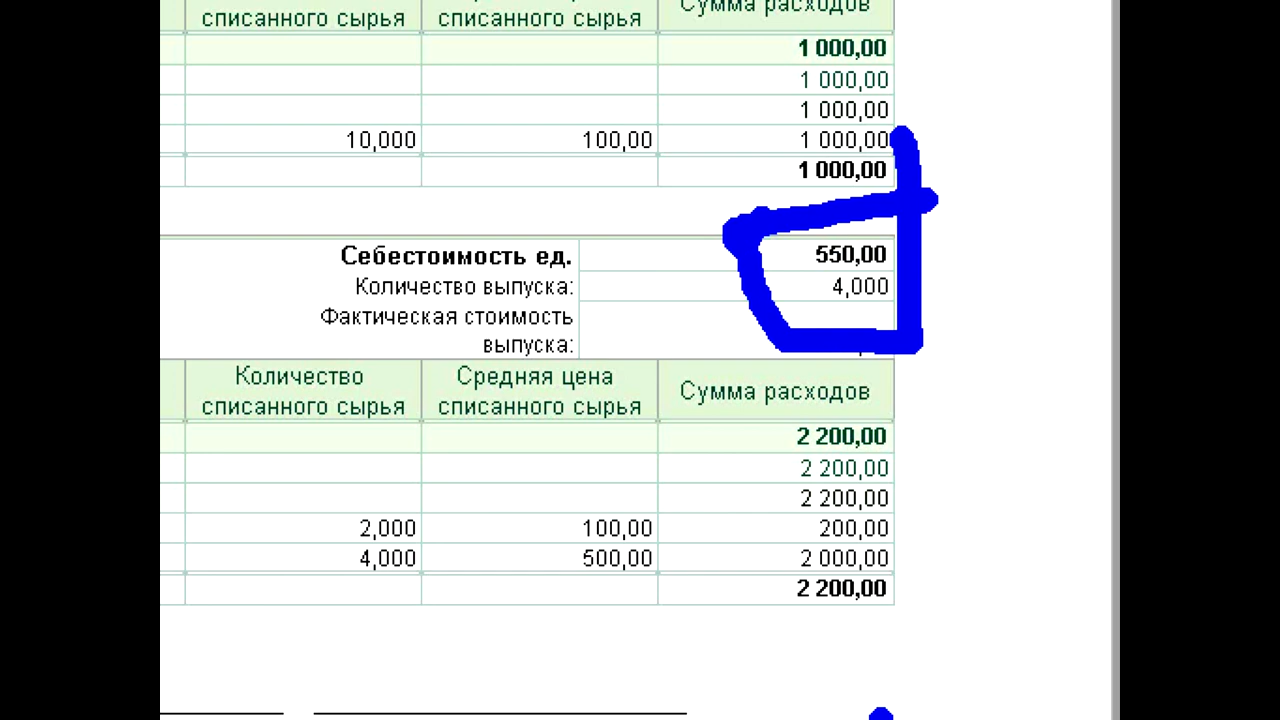 списанного сырья списанного сырья Сумма расходов
1 000,00
1 000,00
1 000,00
10,000 100,00 1 000,00
1 000,00
Себестоимость ед. 550,00
Количество выпуска: 4,000
Фактическая стоимость
выпуска:
Количество Средняя цена
списанного сырья списанного сырья Сумма расходов
2 200,00
2 200,00
2 200,00
2,000 100,00 200,00
4,000 500,00 2 000,00
2 200,00